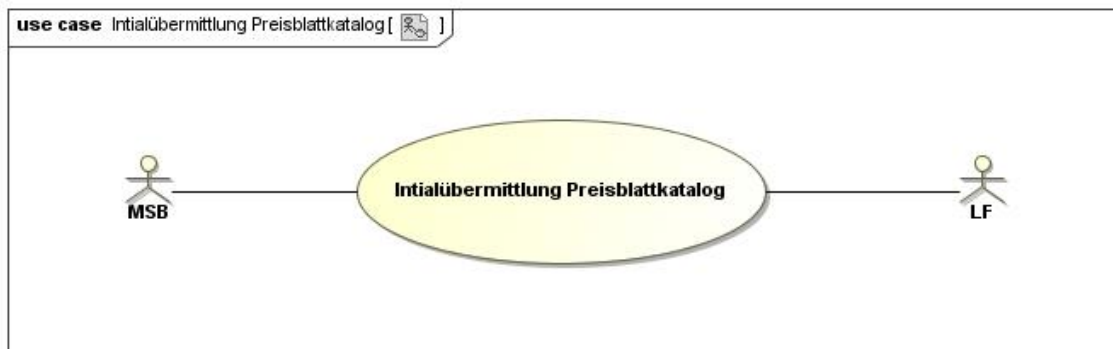 use case Intialübermittlung Preisblattkatalog [ ]
Intialübermittlung Preisblattkatalog
MSB
LF